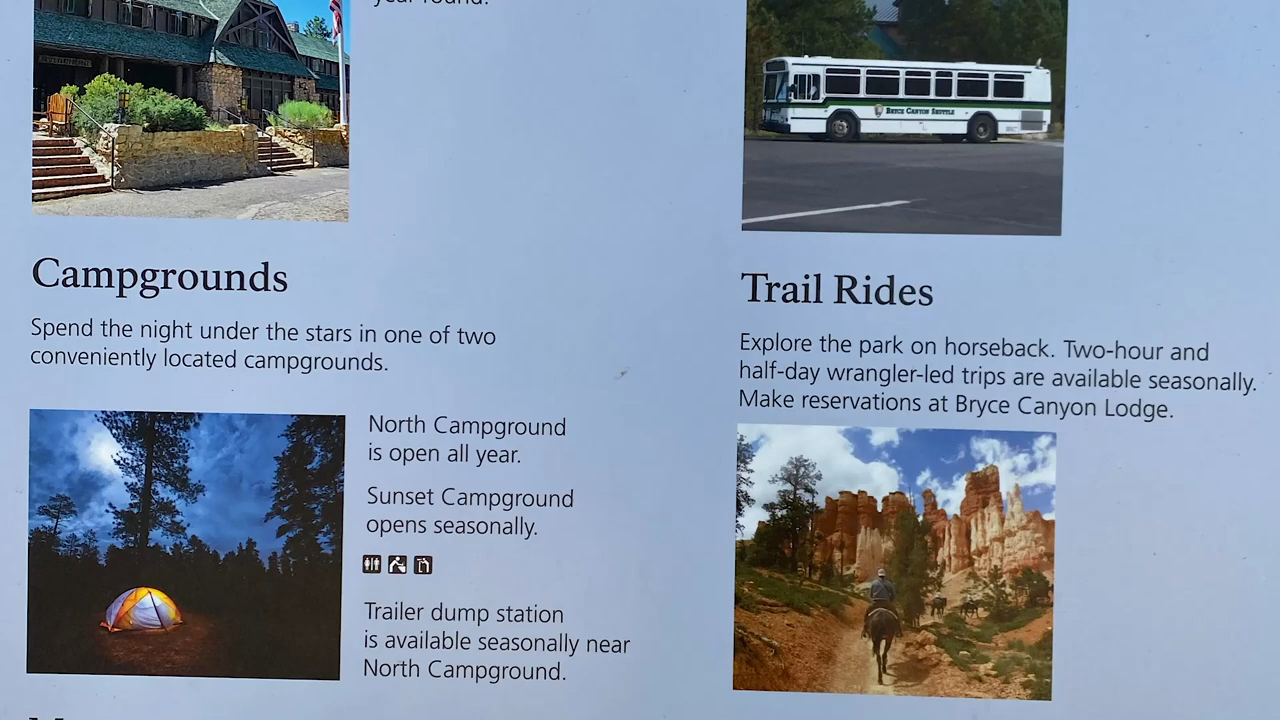 year round.
BRYCE CANYON SHUTTLE
Campgrounds
Spend the night under the stars in one of two
conveniently located campgrounds.
North Campground
is open all year.
Sunset Campground
opens seasonally.
Trailer dump station
is available seasonally near
North Campground.
Trail Rides
Explore the park on horseback. Two-hour and
half-day wrangler-led trips are available seasonally.
Make reservations at Bryce Canyon Lodge.